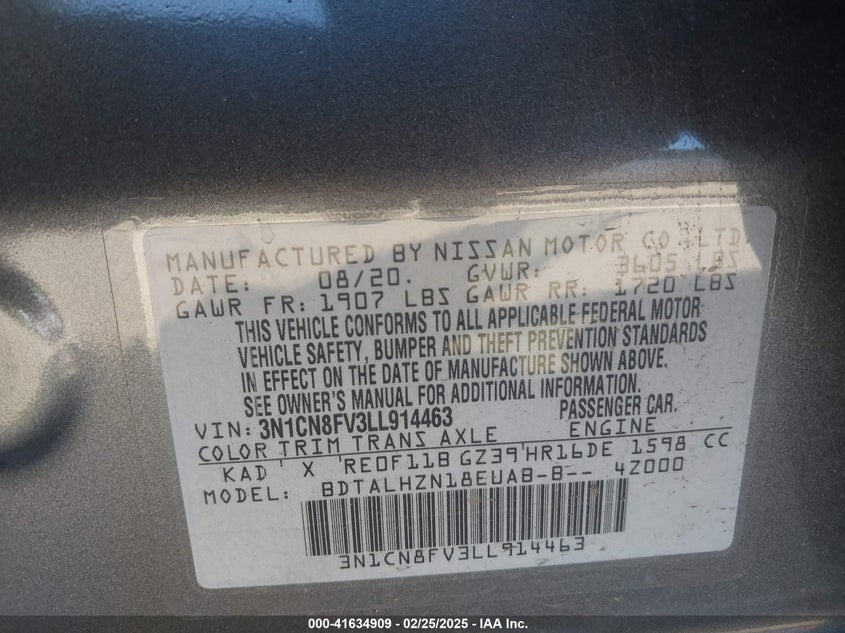 MANUFACTURED BY NISSAN MOTOR CO. LTD.
DATE: 08/20. GVWR: 3605 LBS
GAWR FR: 1907 LBS GAWR RR: 1720 LBS
THIS VEHICLE CONFORMS TO ALL APPLICABLE FEDERAL MOTOR
VEHICLE SAFETY, BUMPER AND THEFT PREVENTION STANDARDS
IN EFFECT ON THE DATE OF MANUFACTURE SHOWN ABOVE.
SEE OWNER'S MANUAL FOR ADDITIONAL INFORMATION.
VIN: 3N1CN8FV3LL914463 PASSENGER CAR.
COLOR TRIM TRANS AXLE ENGINE
KAD X RE0F11B GZ39 HR16DE 1598 CC
MODEL: BDTALHZN18EUAB-B-- 4Z000
3N1CN8FV3LL914463
000-41634909 - 02/25/2025 - IAA Inc.